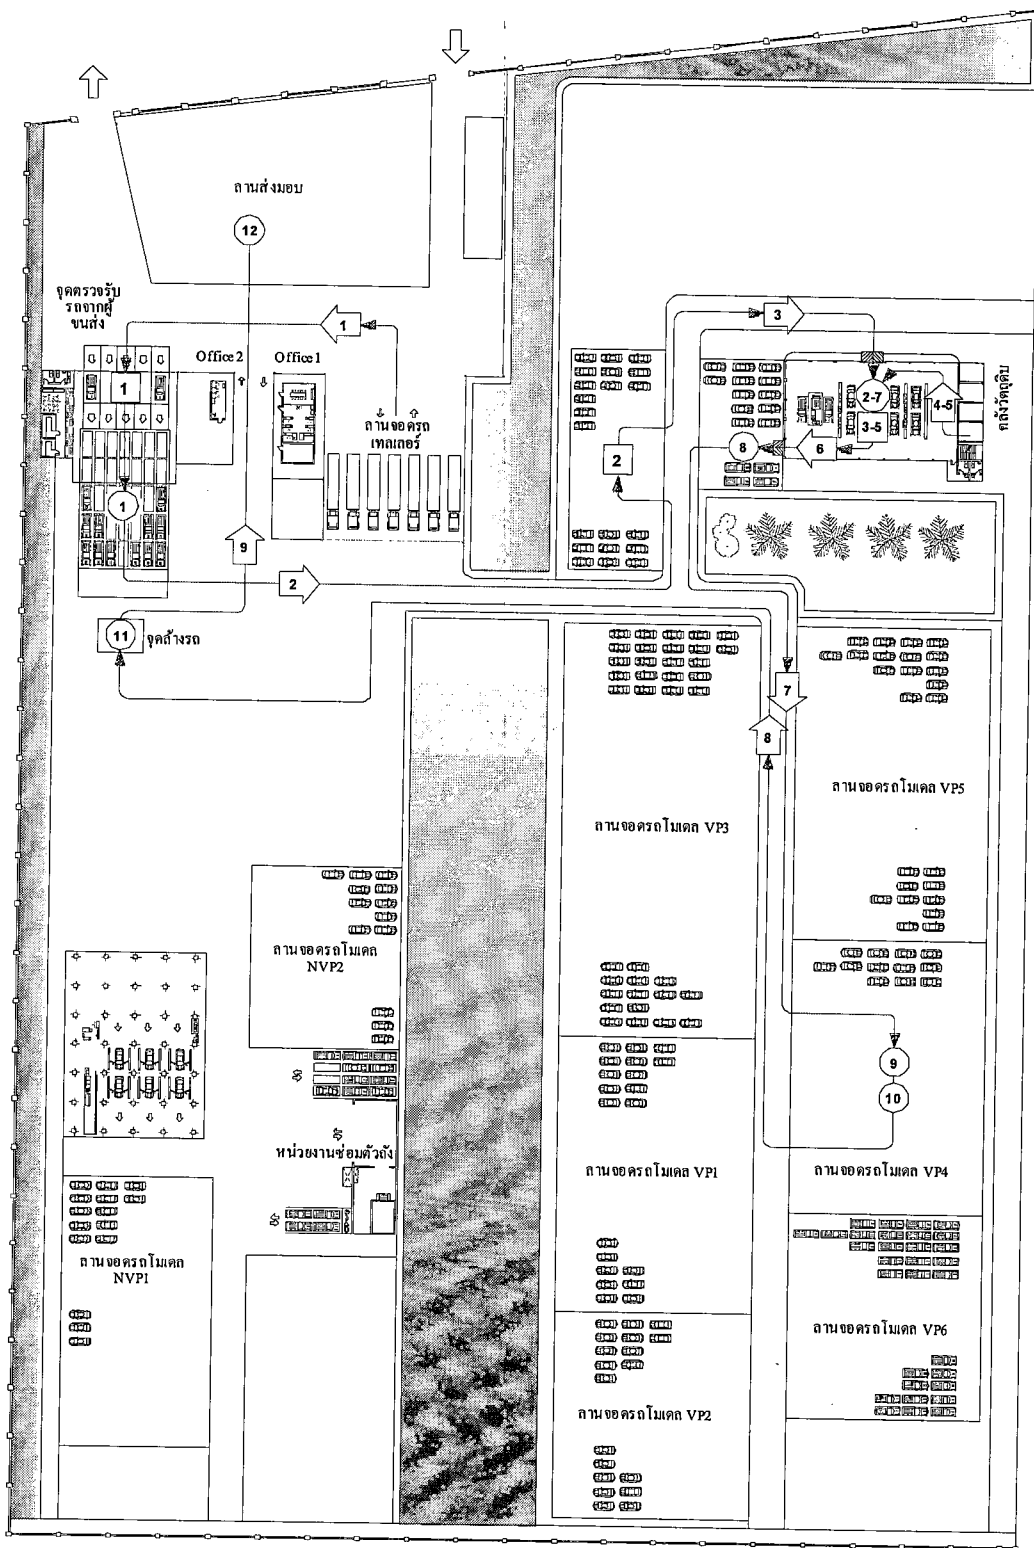 ลานส่งมอบ
12
จุดตรวจรับ
รถจากผู้
ขนส่ง
1
3
Office 2
Office 1
1
2-7
4-5
คลังวัตถุดิบ
ลานจอดรถ
เทลเลอร์
3-5
8
6
2
1
9
2
11
จุดล้างรถ
7
8
ลานจอดรถโมเดล VP5
ลานจอดรถโมเดล VP3
ลานจอดรถโมเดล
NVP2
9
10
หน่วยงานซ่อมตัวถัง
ลานจอดรถโมเดล VP1
ลานจอดรถโมเดล VP4
ลานจอดรถโมเดล
NVP1
ลานจอดรถโมเดล VP6
ลานจอดรถโมเดล VP2